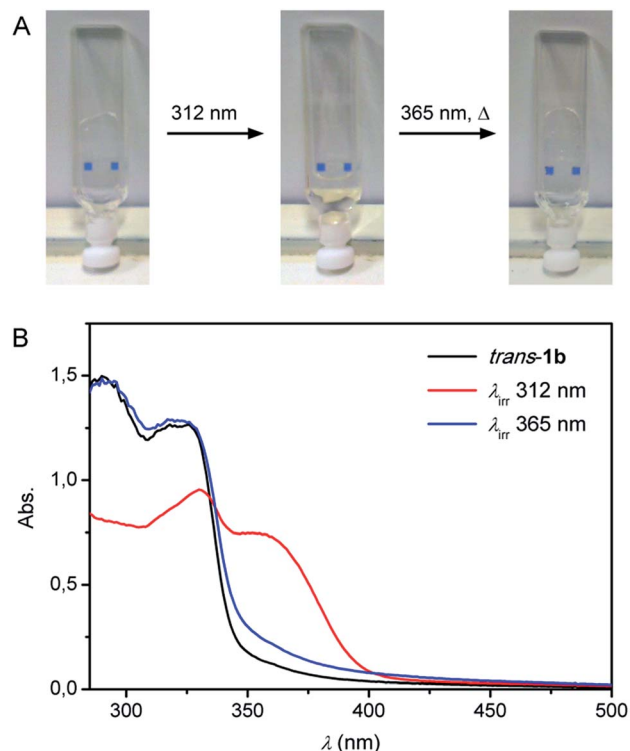 A
312 nm
365 nm, Δ
B
trans-1b
λirr 312 nm
λirr 365 nm
1,5
1,0
0,5
0,0
Abs.
300
350
400
450
500
λ (nm)